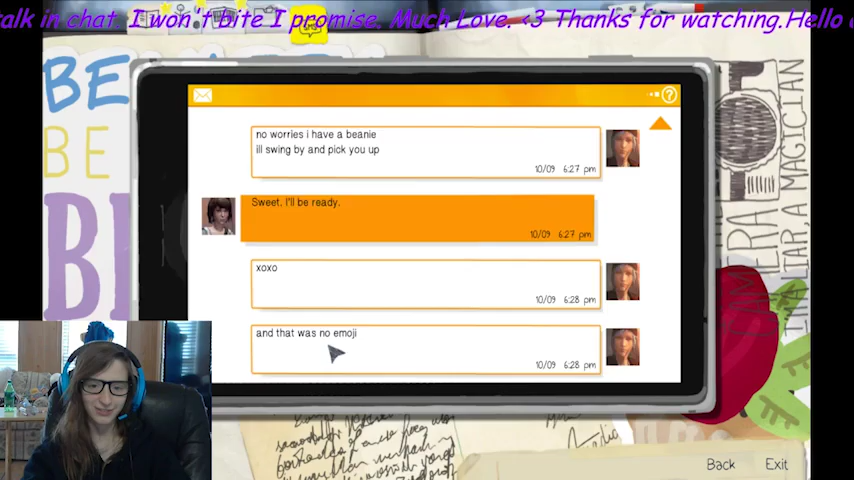 alk in chat  I won't bite I promise. Much Love. <3 Thanks for watching.Hello
BE
BE
no worries i have a beanie
ill swing by and pick you up
10/09 6:27 pm
Sweet. I'll be ready.
10/09 6:27 pm
xoxo
10/09 6:28 pm
and that was no emoji
10/09 6:28 pm
CAMERA
I'M A LIAR, A MAGICIAN
Back
Exit